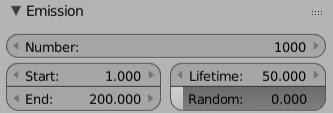 Emission
Number: 1000
Start: 1.000 Lifetime: 50.000
End: 200.000 Random: 0.000